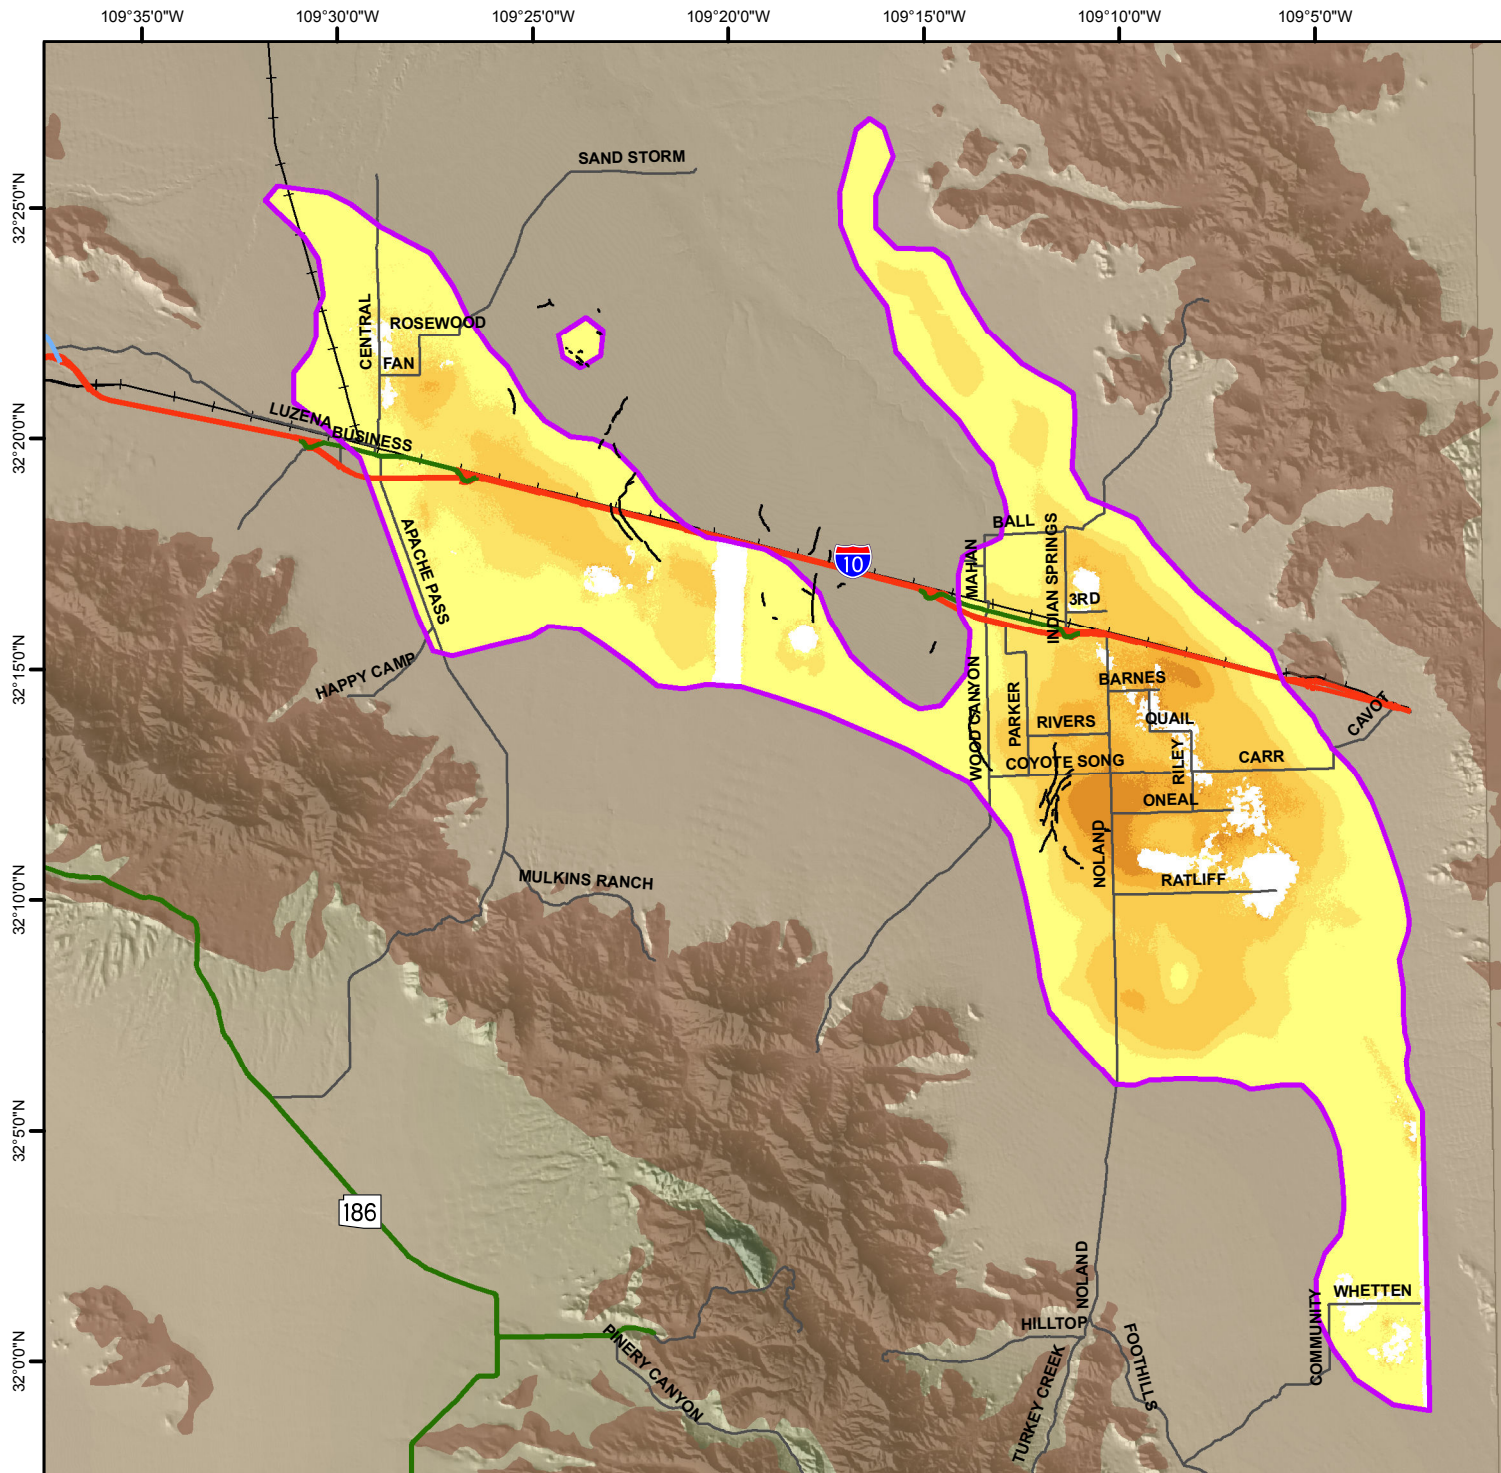 109°35'0"W
109°30'0"W
109°25'0"W
109°20'0"W
109°15'0"W
109°10'0"W
109°5'0"W
32°25'0"N
32°20'0"N
32°15'0"N
32°10'0"N
32°5'0"N
32°0'0"N
SAND STORM
CENTRAL
ROSEWOOD
FAN
LUZENA
BUSINESS
APACHE PASS
HAPPY CAMP
MULKINS RANCH
10
BALL
MAHAN
INDIAN SPRINGS
3RD
WOOD CANYON
PARKER
BARNES
RIVERS
QUAIL
CAVOT
COYOTE SONG
RILEY
CARR
ONEAL
NOLAND
RATLIFF
186
NOLAND
HILLTOP
WHETTEN
COMMUNITY
PINERY CANYON
TURKEY CREEK
FOOTHILLS